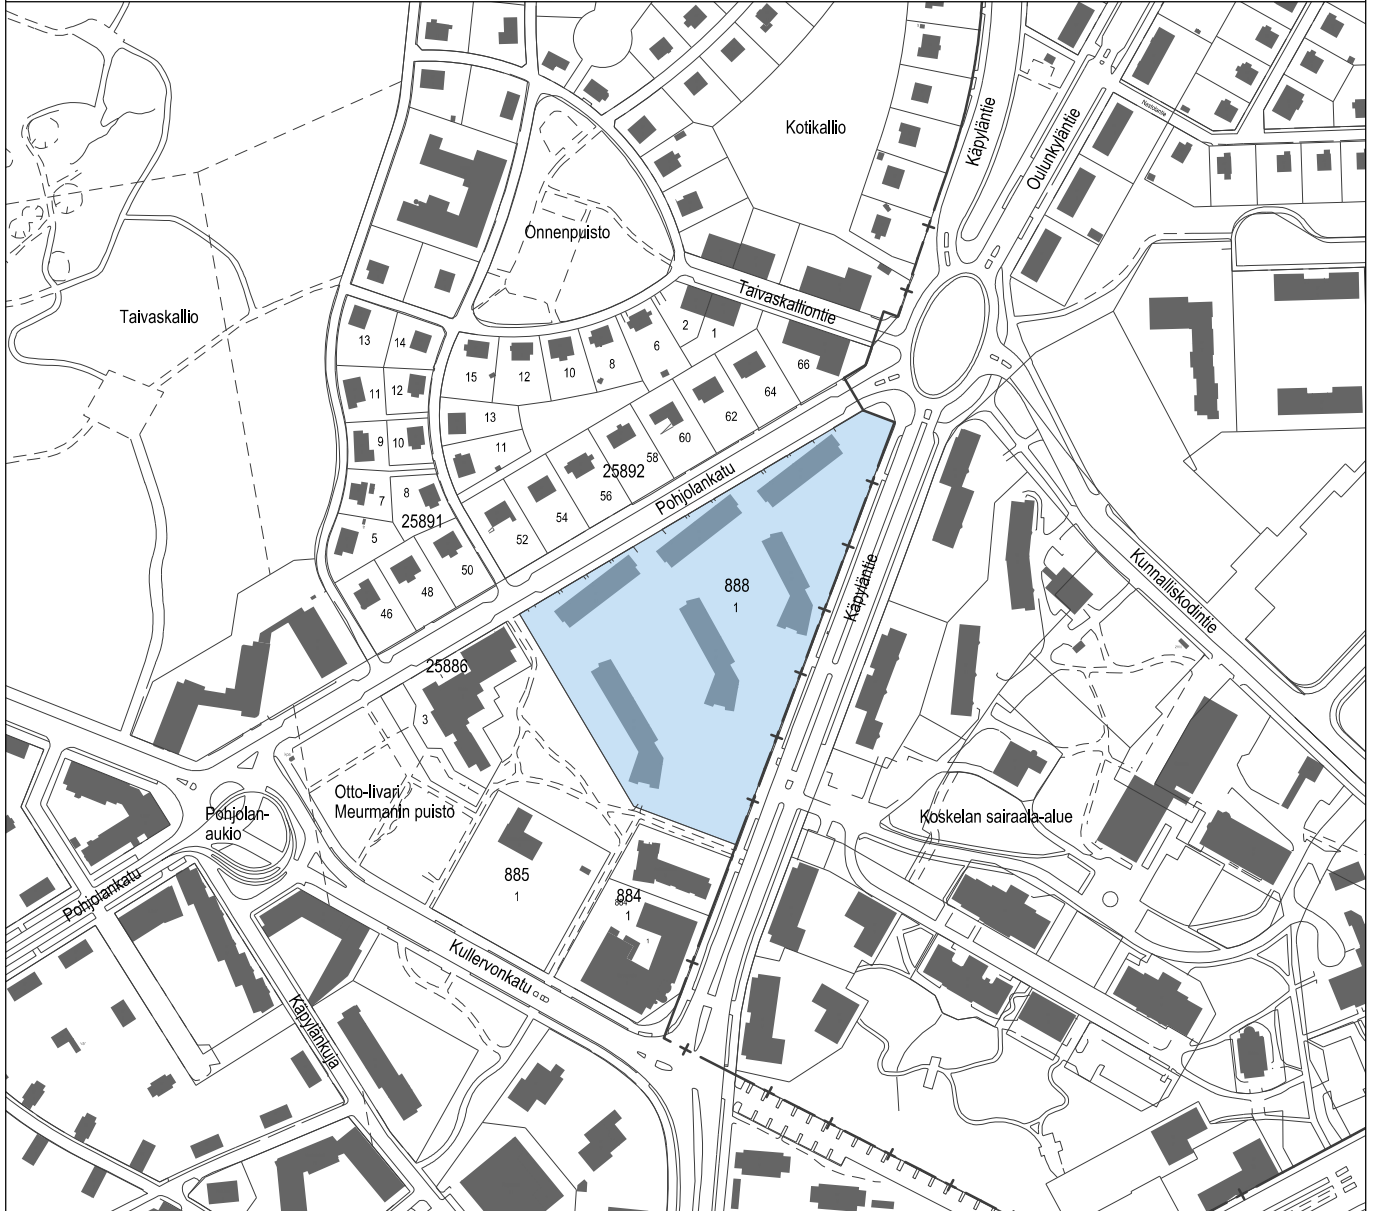 Kotikallio
Käpyläntie
Oulunkyläntie
Onnenpuisto
Taivaskallio
Taivaskalliontie
13
14
2
1
6
8
10
12
15
66
64
62
60
58
25892
56
54
52
11
12
13
9
10
11
7
8
25891
5
50
48
46
Pohjolankatu
888
1
Käpyläntie
Kunnalliskodintie
25886
3
Otto-Iivari
Meurmanin puisto
Pohjolan-
aukio
Koskelan sairaala-alue
885
1
884
1
Pohjolankatu
Kullervonkatu
Käpylänkuja